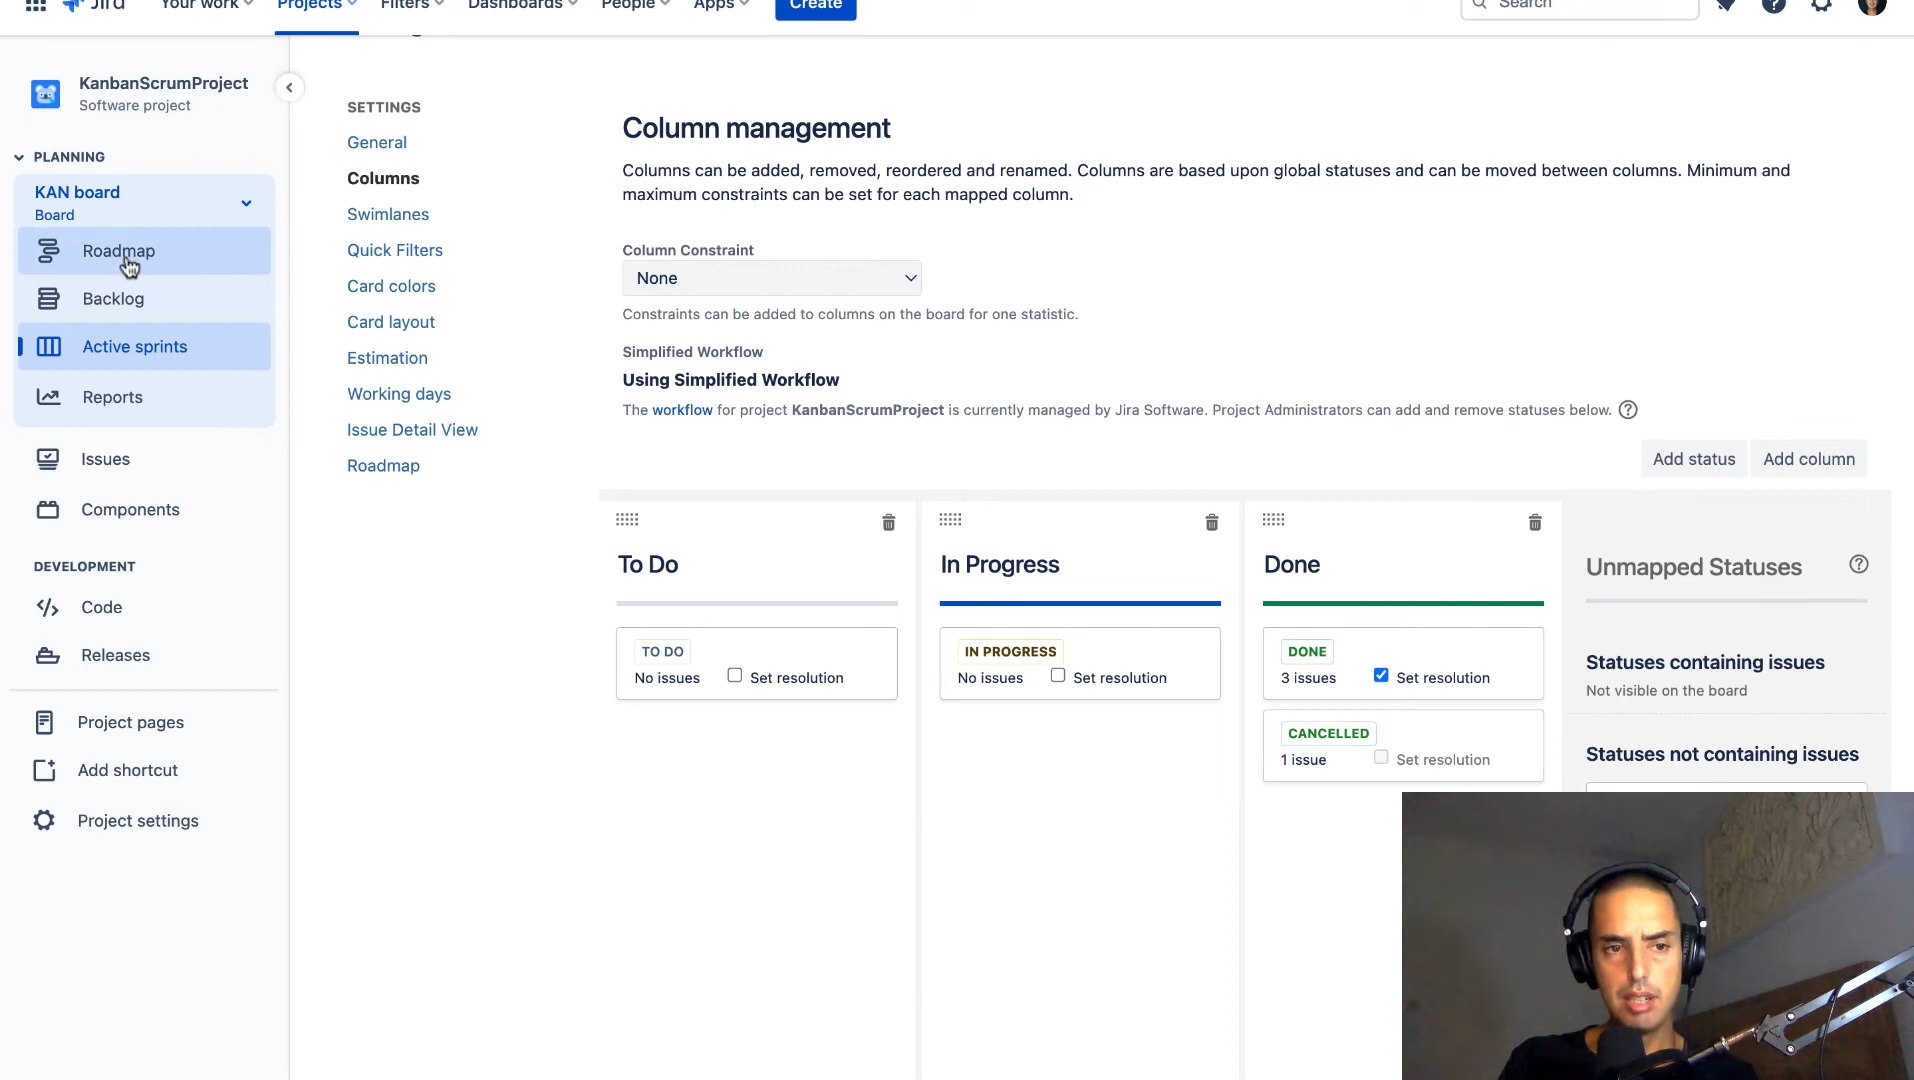 Jira
Your work
Projects
Filters
Dashboards
People
Apps
Create
Search
KanbanScrumProject
Software project
PLANNING
KAN board
Board
Roadmap
Backlog
Active sprints
Reports
Issues
Components
DEVELOPMENT
Code
Releases
Project pages
Add shortcut
Project settings
SETTINGS
General
Columns
Swimlanes
Quick Filters
Card colors
Card layout
Estimation
Working days
Issue Detail View
Roadmap
Column management
Columns can be added, removed, reordered and renamed. Columns are based upon global statuses and can be moved between columns. Minimum and
maximum constraints can be set for each mapped column.
Column Constraint
None
Constraints can be added to columns on the board for one statistic.
Simplified Workflow
Using Simplified Workflow
The workflow for project KanbanScrumProject is currently managed by Jira Software. Project Administrators can add and remove statuses below.
Add status
Add column
To Do
TO DO
No issues
Set resolution
In Progress
IN PROGRESS
No issues
Set resolution
Done
DONE
3 issues
Set resolution
CANCELLED
1 issue
Set resolution
Unmapped Statuses
Statuses containing issues
Not visible on the board
Statuses not containing issues